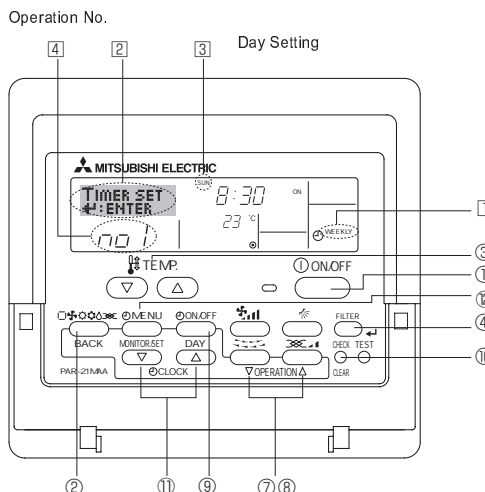 Operation No.
4 2 3 Day Setting
MITSUBISHI ELECTRIC
TIMER SET
↵:ENTER
SUN
8:30
ON
23 °C
no 1
WEEKLY
TEMP.
ON/OFF
MENU
ON/OFF
FILTER
BACK
MONITOR/SET
DAY
CHECK
TEST
PAR-21MAA
CLOCK
OPERATION
CLEAR
③
①
⑫
④
⑩
② ⑪ ⑨ ⑦ ⑧